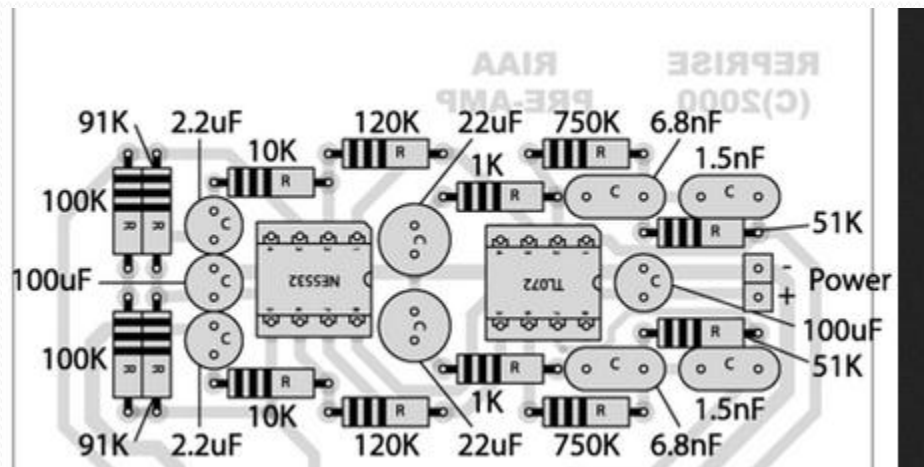 RIAA REPRISE
PRE-AMP (C)2000
91K 2.2uF 120K 22uF 750K 6.8nF
10K 1K 1.5nF
R R
R R
C C
100K
R R C R 51K
C
NE5532 TL072
100uF C C - Power
+
C C 100uF
R
100K R R R C C 51K
R
10K 1K 1.5nF
R R
91K 2.2uF 120K 22uF 750K 6.8nF